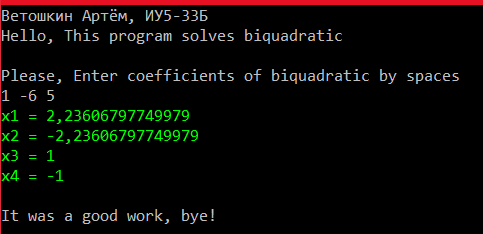 Ветошкин Артём, ИУ5-33Б
Hello, This program solves biquadratic
Please, Enter coefficients of biquadratic by spaces
1 -6 5
x1 = 2,23606797749979
x2 = -2,23606797749979
x3 = 1
x4 = -1
It was a good work, bye!